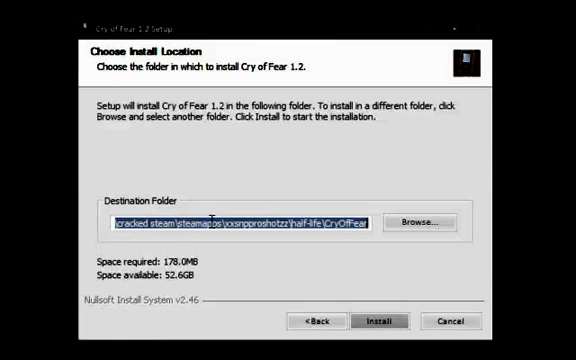 Cry of Fear 1.2 Setup
Choose Install Location
Choose the folder in which to install Cry of Fear 1.2.
Setup will install Cry of Fear 1.2 in the following folder. To install in a different folder, click
Browse and select another folder. Click Install to start the installation.
Destination Folder
\cracked steam\steamapps\xxsnpproshotzz\half-life\CryOfFear
Browse...
Space required: 178.0MB
Space available: 52.6GB
Nullsoft Install System v2.46
<Back
Install
Cancel